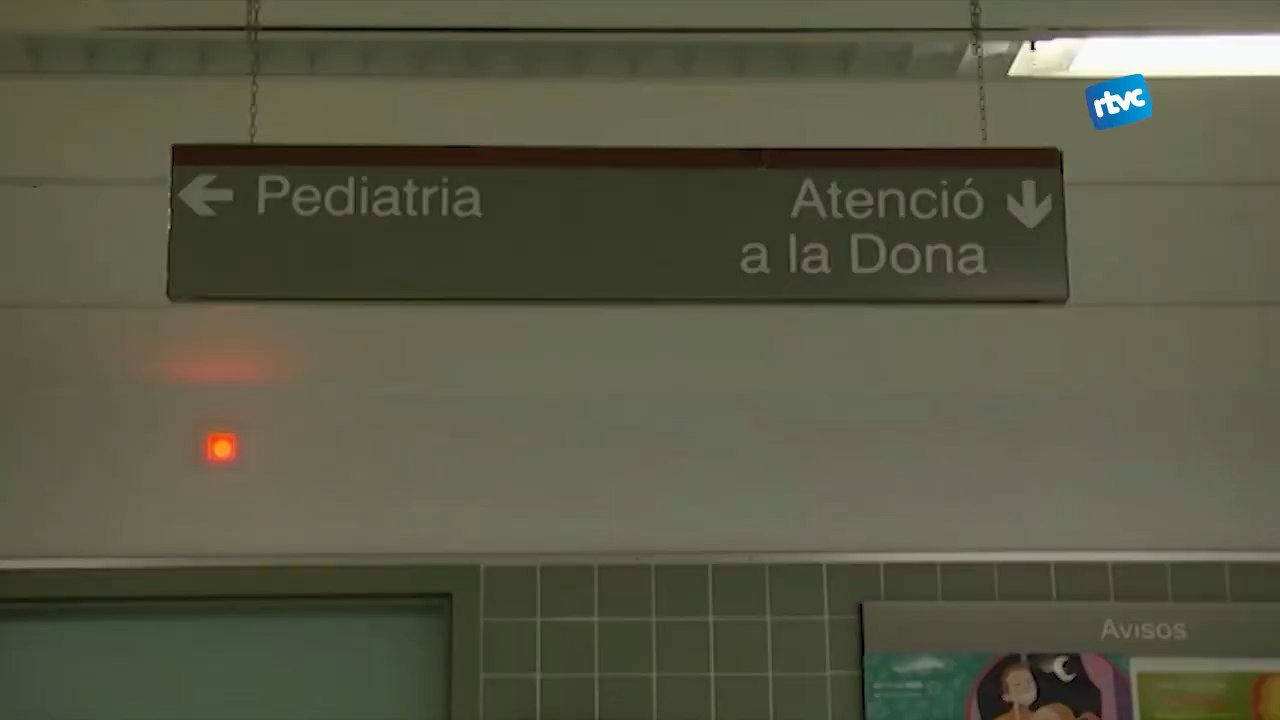 rtvc
Pediatria
Atenció
a la Dona
Avisos